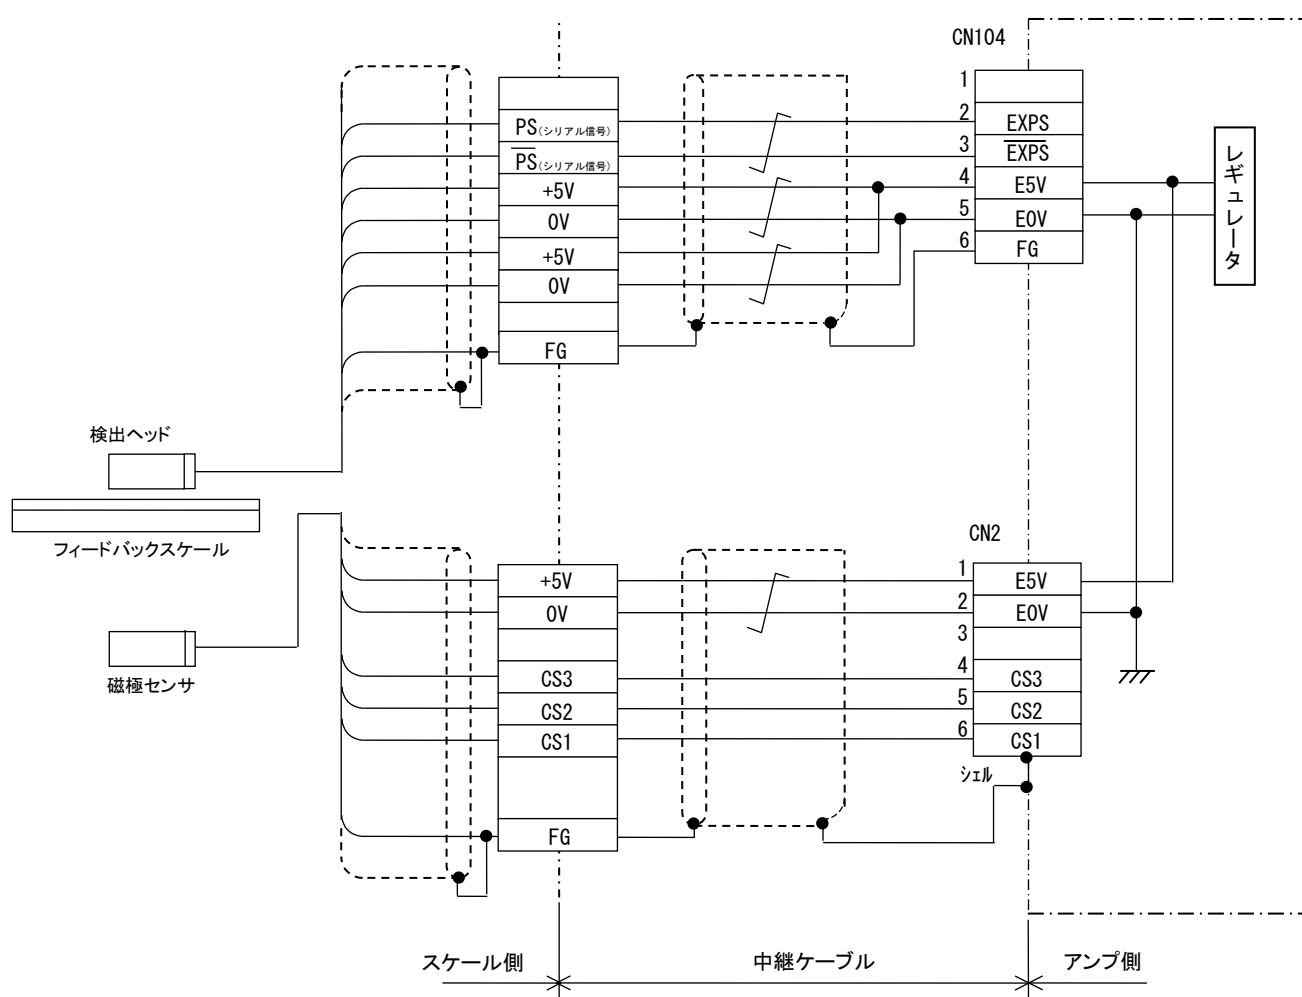 CN104
1
2
3
4
5
6
PS(シリアル信号)
P̅S̅(シリアル信号)
+5V
0V
+5V
0V
FG
EXPS
E̅X̅P̅S̅
E5V
E0V
FG
レギュレータ
検出ヘッド
フィードバックスケール
磁極センサ
CN2
1
2
3
4
5
6
+5V
0V
CS3
CS2
CS1
FG
E5V
E0V
CS3
CS2
CS1
シェル
スケール側
中継ケーブル
アンプ側